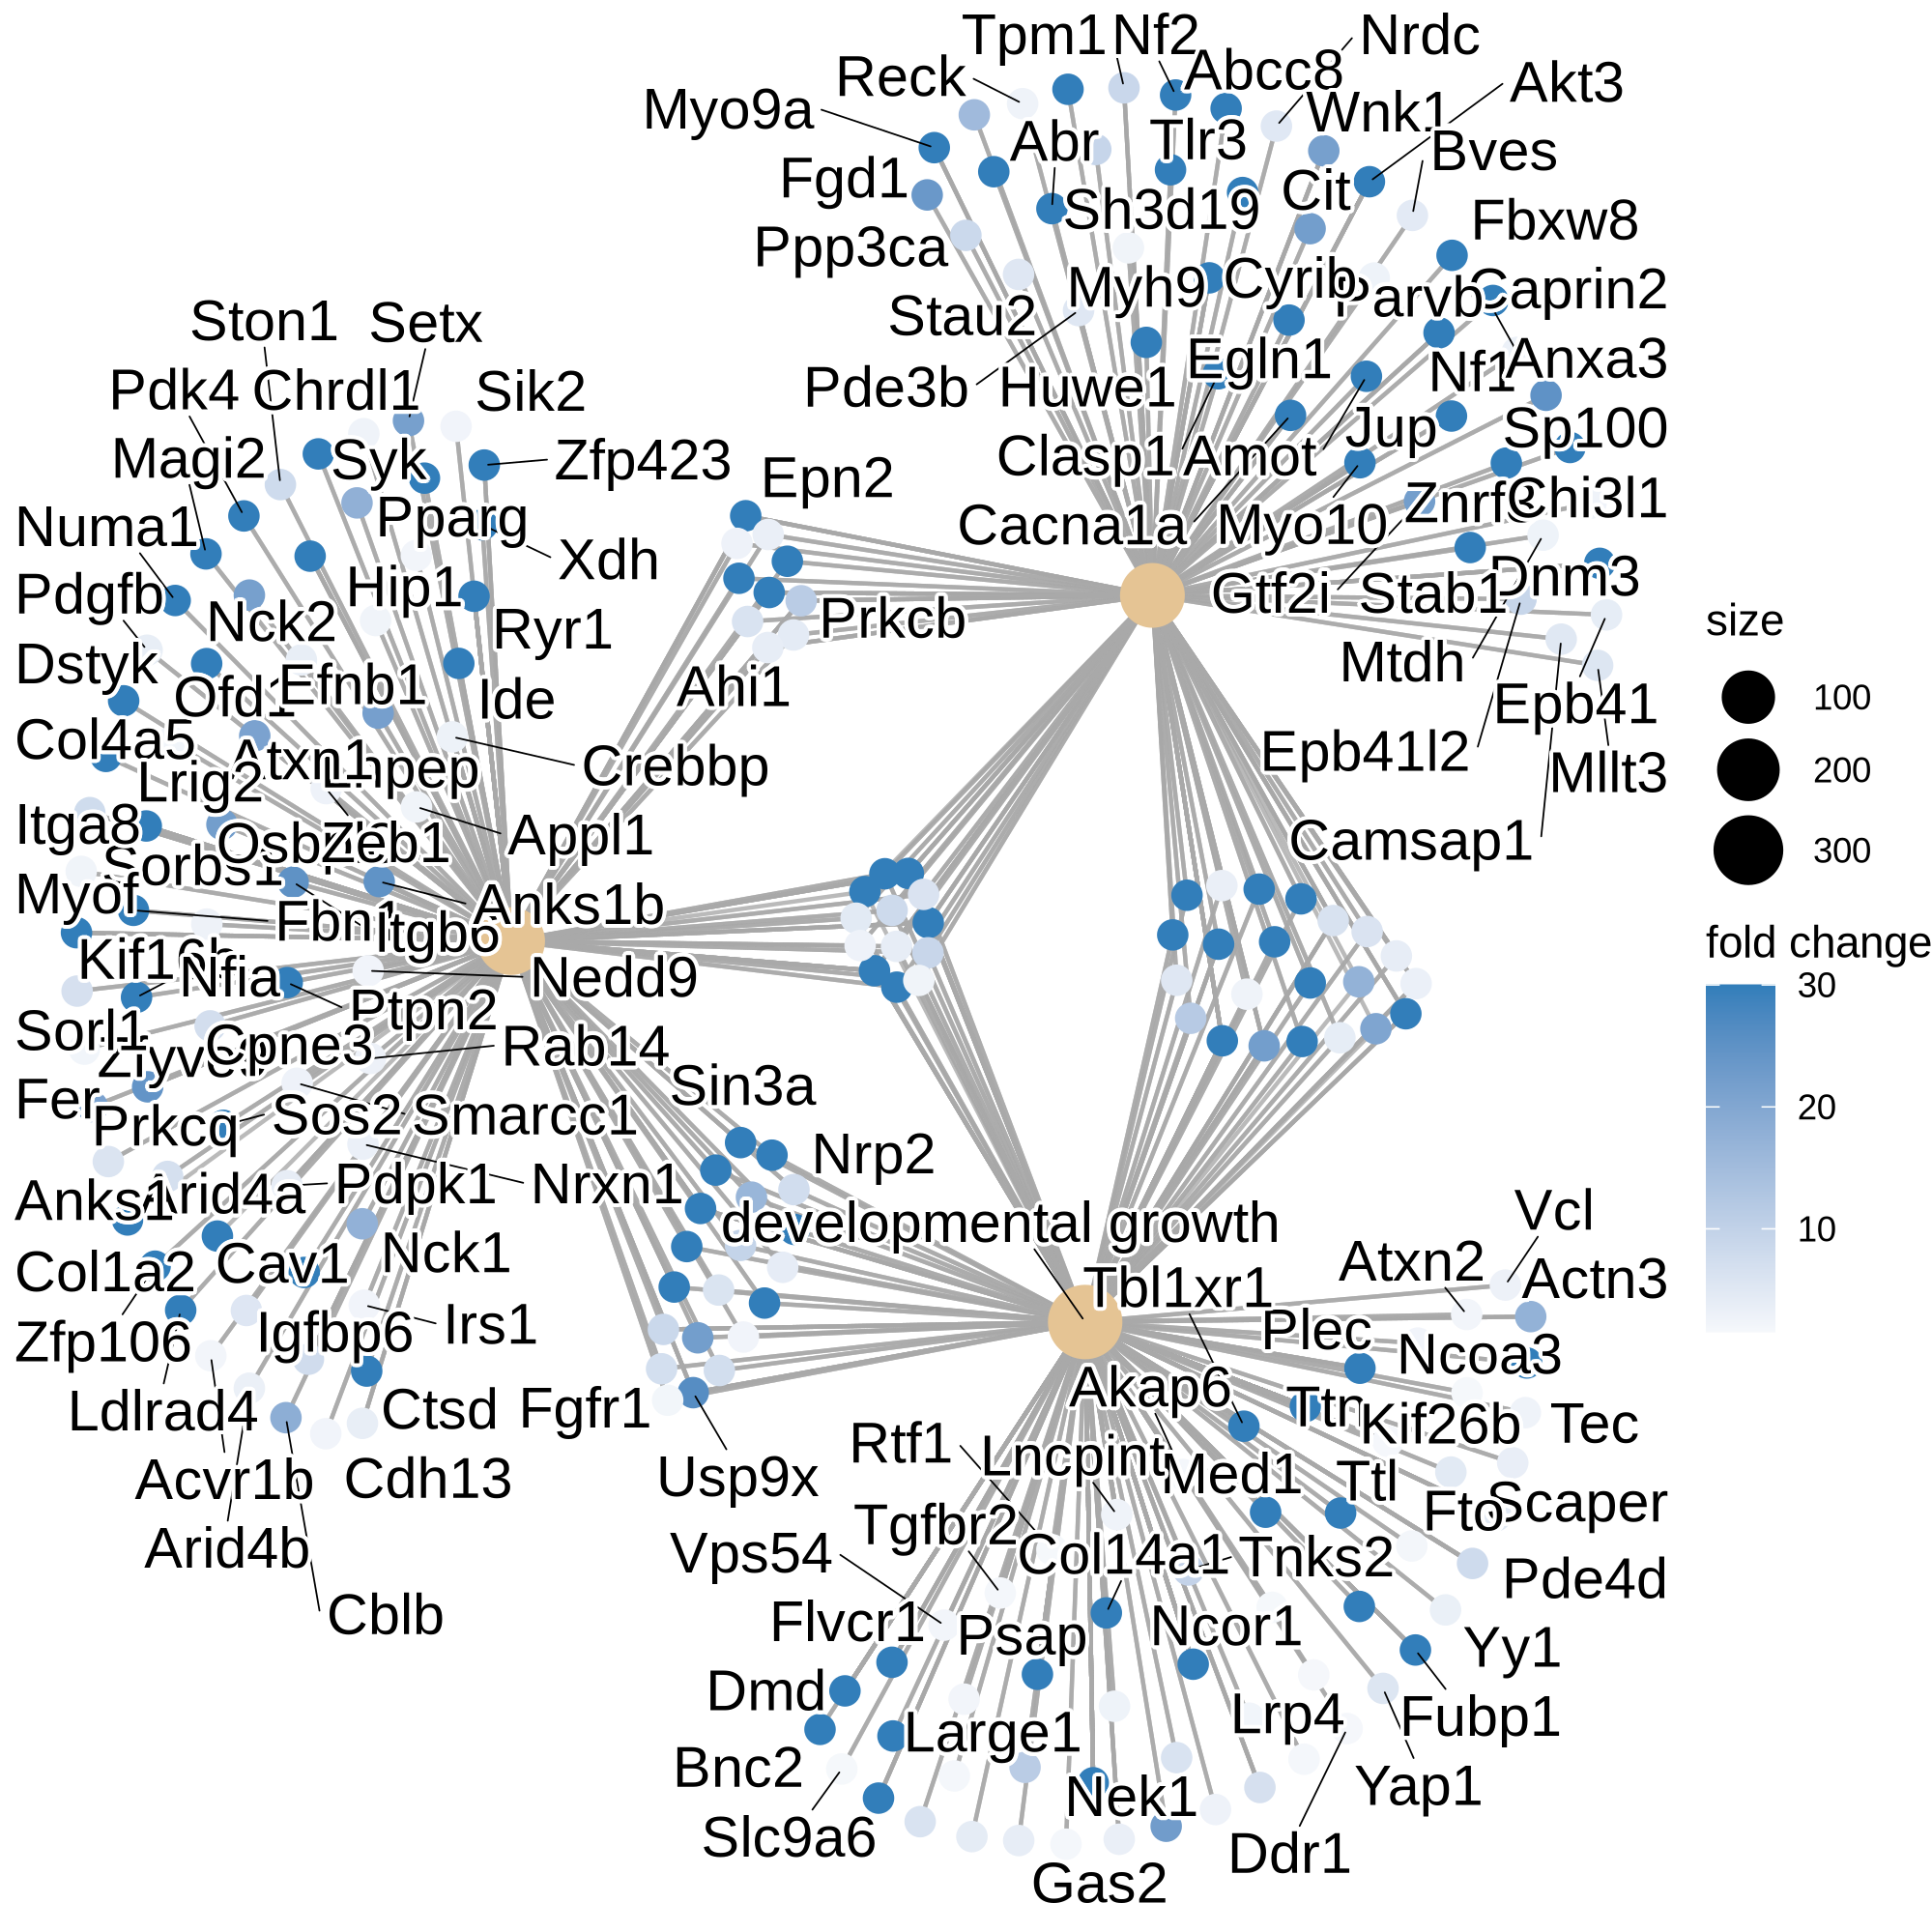 Tpm1
Nf2
Nrdc
Reck
Abcc8
Akt3
Myo9a
Wnk1
Abr
Tlr3
Bves
Fgd1
Cit
Sh3d19
Fbxw8
Ppp3ca
Myh9
Cyrib
Parvb
Caprin2
Stau2
Ston1
Setx
Egln1
Nf1
Anxa3
Pde3b
Huwe1
Pdk4
Chrdl1
Sik2
Jup
Sp100
Magi2
Syk
Zfp423
Clasp1
Amot
Epn2
Znrf3
Chi3l1
Numa1
Pparg
Cacna1a
Myo10
Xdh
Dnm3
Pdgfb
Hip1
Gtf2i
Stab1
Nck2
Ryr1
Prkcb
size
Dstyk
Mtdh
Ofd1
Efnb1
Ide
Ahi1
100
Epb41
Col4a5
Atxn1
Lnpep
Crebbp
Epb41l2
Mllt3
200
Lrig2
Itga8
Zeb1
Appl1
Camsap1
300
Sorbs1
Myof
Fbn1
Itgb6
Anks1b
fold change
Nfia
Nedd9
30
Sorl1
Ptpn2
Cpne3
Rab14
Fer
Sin3a
20
Prkcq
Sos2
Smarcc1
Nrp2
Anks1
Arid4a
Pdpk1
Nrxn1
Vcl
developmental growth
10
Col1a2
Cav1
Nck1
Atxn2
Actn3
Tbl1xr1
Zfp106
Igfbp6
Irs1
Plec
Ncoa3
Ldlrad4
Ctsd
Fgfr1
Akap6
Ttn
Kif26b
Tec
Rtf1
Lncpint
Acvr1b
Cdh13
Usp9x
Med1
Ttl
Fto
Scaper
Arid4b
Vps54
Tgfbr2
Col14a1
Tnks2
Pde4d
Cblb
Flvcr1
Psap
Ncor1
Yy1
Dmd
Large1
Lrp4
Fubp1
Bnc2
Nek1
Yap1
Slc9a6
Ddr1
Gas2